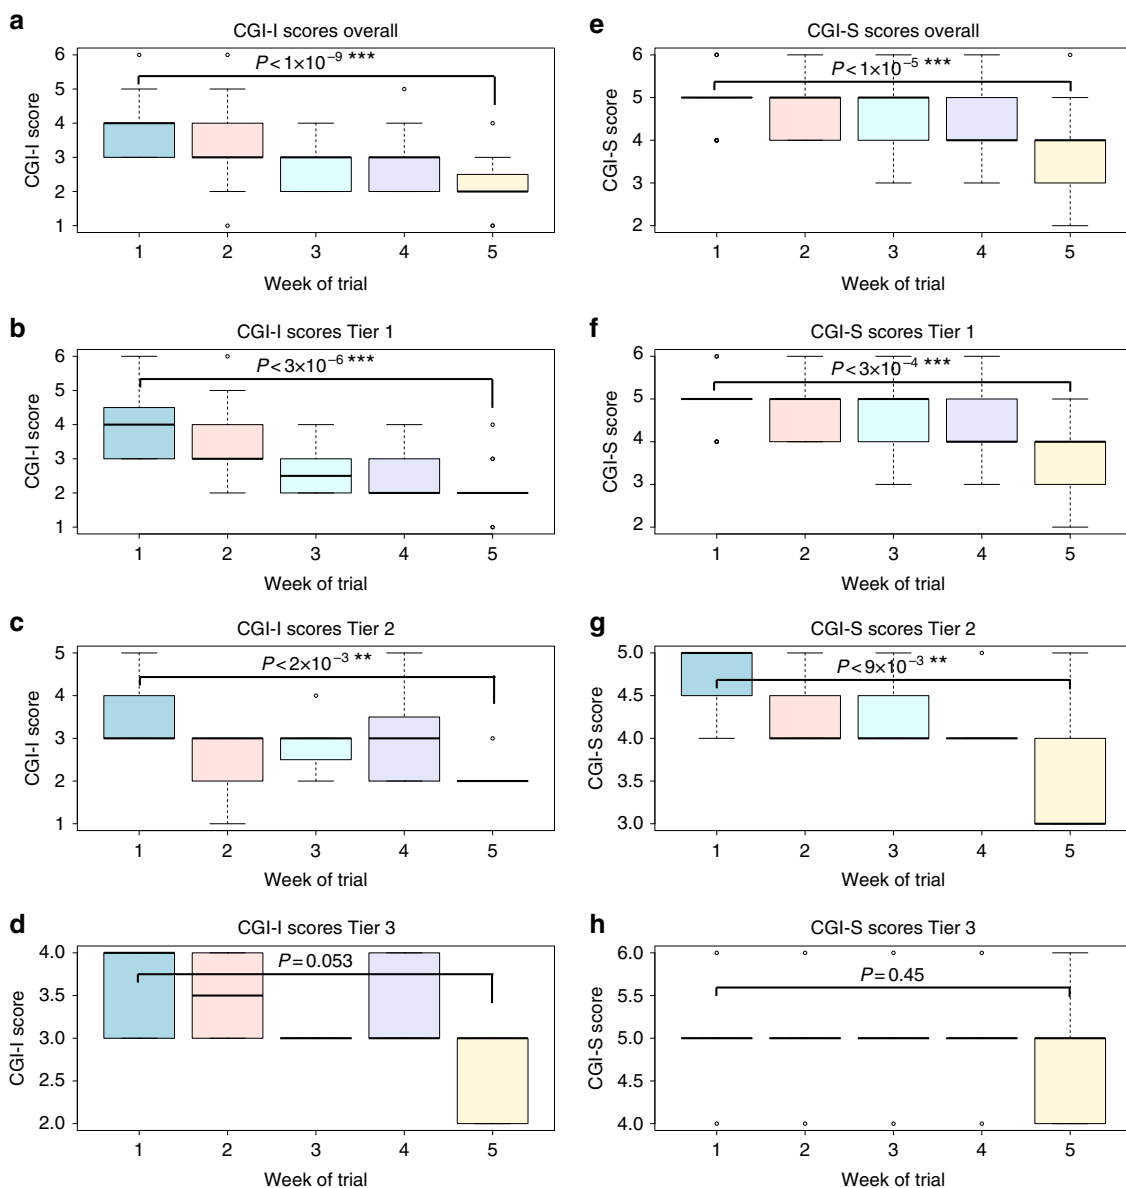 a
CGI-I scores overall
P < 1×10⁻⁹ ***
CGI-I score
6
5
4
3
2
1
1 2 3 4 5
Week of trial
b
CGI-I scores Tier 1
P < 3×10⁻⁶ ***
CGI-I score
6
5
4
3
2
1
1 2 3 4 5
Week of trial
c
CGI-I scores Tier 2
P < 2×10⁻³ **
CGI-I score
5
4
3
2
1
1 2 3 4 5
Week of trial
d
CGI-I scores Tier 3
P = 0.053
CGI-I score
4.0
3.5
3.0
2.5
2.0
1 2 3 4 5
Week of trial
e
CGI-S scores overall
P < 1×10⁻⁵ ***
CGI-S score
6
5
4
3
2
1 2 3 4 5
Week of trial
f
CGI-S scores Tier 1
P < 3×10⁻⁴ ***
CGI-S score
6
5
4
3
2
1 2 3 4 5
Week of trial
g
CGI-S scores Tier 2
P < 9×10⁻³ **
CGI-S score
5.0
4.5
4.0
3.5
3.0
1 2 3 4 5
Week of trial
h
CGI-S scores Tier 3
P = 0.45
CGI-S score
6.0
5.5
5.0
4.5
4.0
1 2 3 4 5
Week of trial